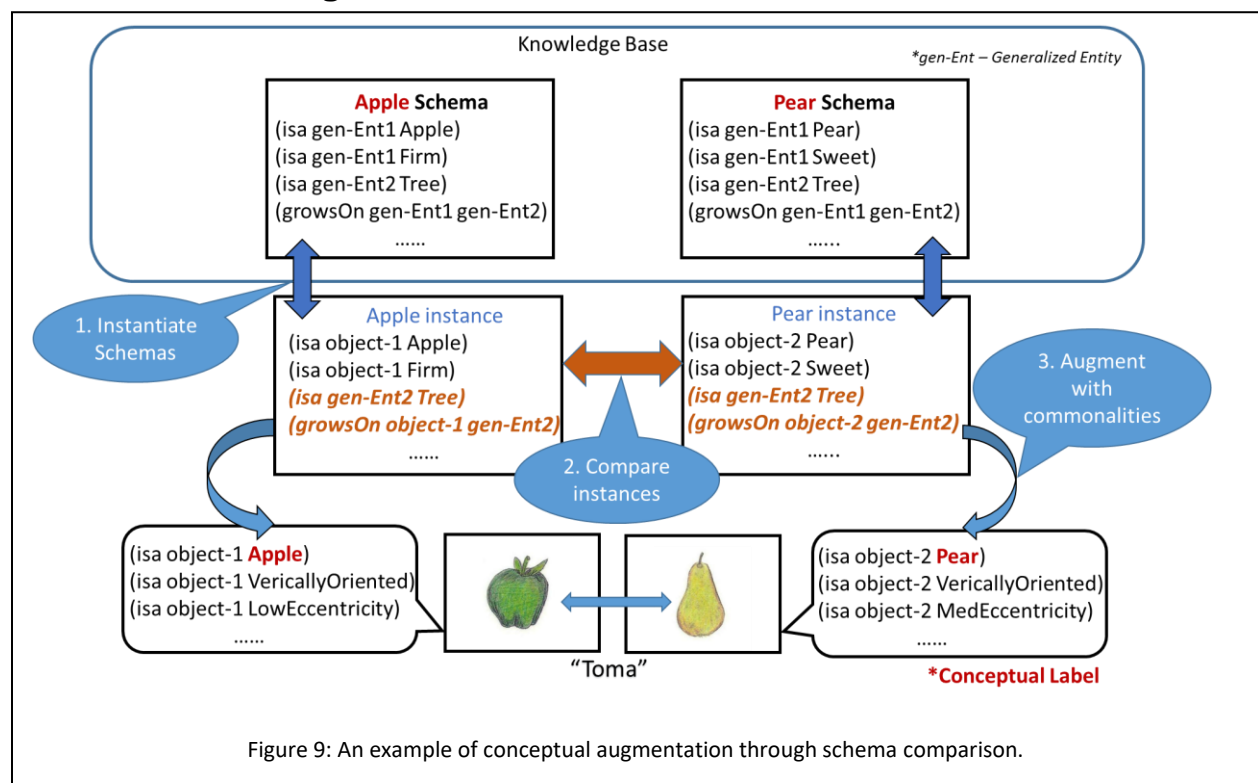 Knowledge Base
*gen-Ent – Generalized Entity
Apple Schema
(isa gen-Ent1 Apple)
(isa gen-Ent1 Firm)
(isa gen-Ent2 Tree)
(growsOn gen-Ent1 gen-Ent2)
......
Pear Schema
(isa gen-Ent1 Pear)
(isa gen-Ent1 Sweet)
(isa gen-Ent2 Tree)
(growsOn gen-Ent1 gen-Ent2)
......
1. Instantiate
Schemas
Apple instance
(isa object-1 Apple)
(isa object-1 Firm)
(isa gen-Ent2 Tree)
(growsOn object-1 gen-Ent2)
......
Pear instance
(isa object-2 Pear)
(isa object-2 Sweet)
(isa gen-Ent2 Tree)
(growsOn object-2 gen-Ent2)
......
2. Compare
instances
3. Augment
with
commonalities
(isa object-1 Apple)
(isa object-1 VericallyOriented)
(isa object-1 LowEccentricity)
......
(isa object-2 Pear)
(isa object-2 VericallyOriented)
(isa object-2 MedEccentricity)
......
“Toma”
*Conceptual Label
Figure 9: An example of conceptual augmentation through schema comparison.